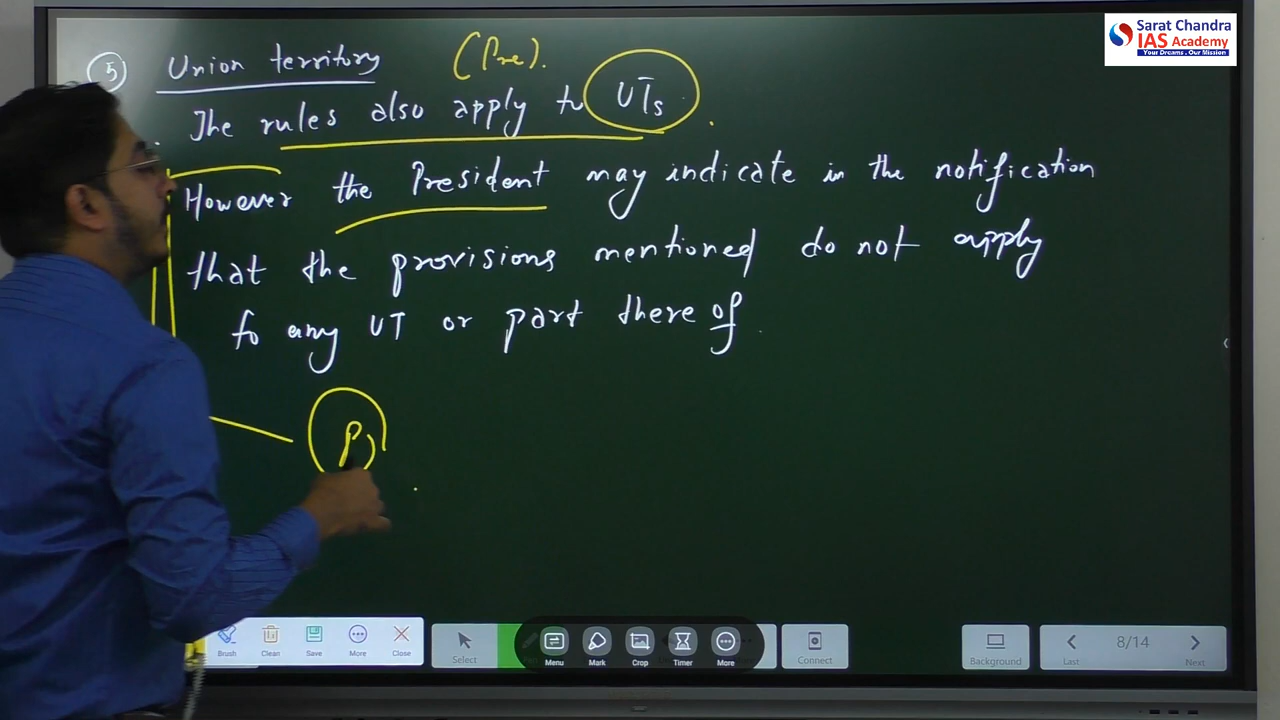 Sarat Chandra
IAS Academy
Your Dreams . Our Mission
5 Union territory (Pre).
The rules also apply to UTs.
However the President may indicate in the notification
that the provisions mentioned do not apply
to any UT or part there of.
P
Brush Clean Save More Close
Select
Menu Mark Crop Timer More
Connect
Background
Last 8/14 Next